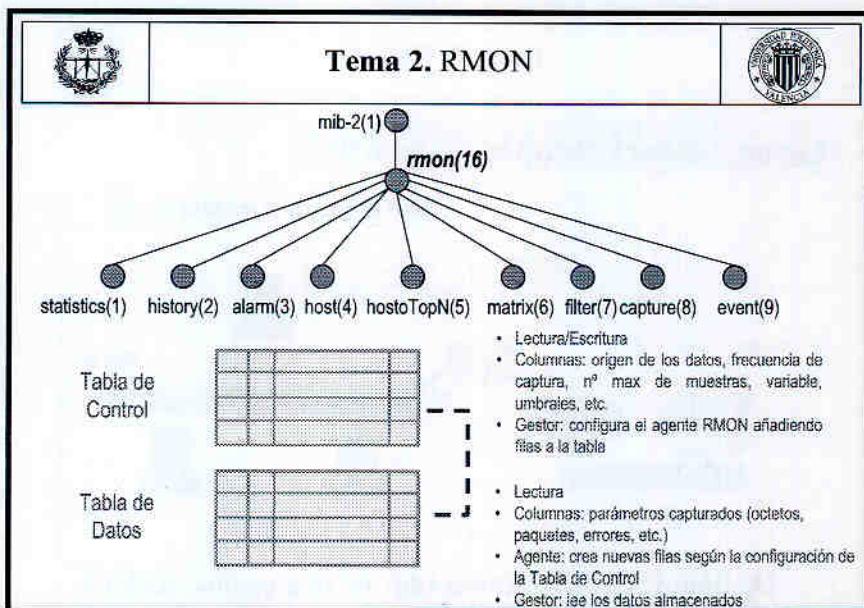 Tema 2. RMON
UNIVERSIDAD POLITECNICA
VALENCIA
mib-2(1)
rmon(16)
statistics(1) history(2) alarm(3) host(4) hostoTopN(5) matrix(6) filter(7) capture(8) event(9)
Tabla de
Control
• Lectura/Escritura
• Columnas: origen de los datos, frecuencia de
captura, nº max de muestras, variable,
umbrales, etc.
• Gestor: configura el agente RMON añadiendo
filas a la tabla
Tabla de
Datos
• Lectura
• Columnas: parámetros capturados (octetos,
paquetes, errores, etc.)
• Agente: cree nuevas filas según la configuración de
la Tabla de Control
• Gestor: lee los datos almacenados